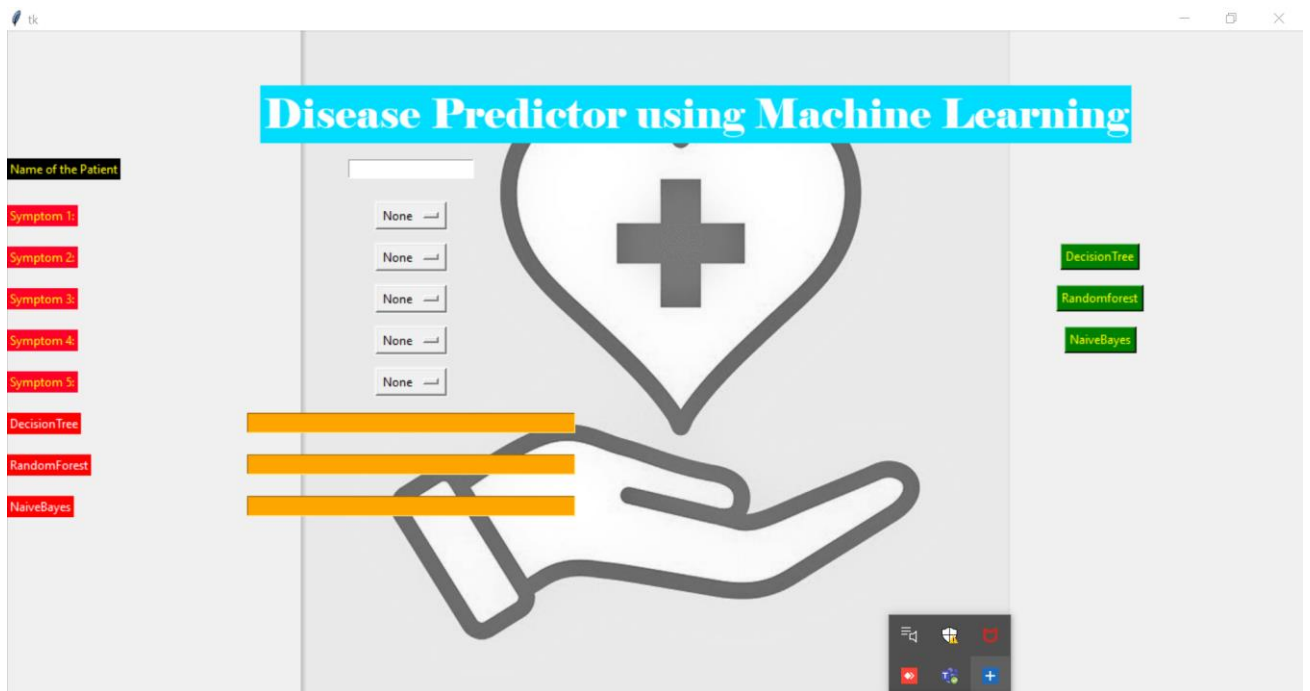 tk
Disease Predictor using Machine Learning
Name of the Patient
Symptom 1: None
Symptom 2: None DecisionTree
Symptom 3: None Randomforest
Symptom 4: None NaiveBayes
Symptom 5: None
DecisionTree
RandomForest
NaiveBayes